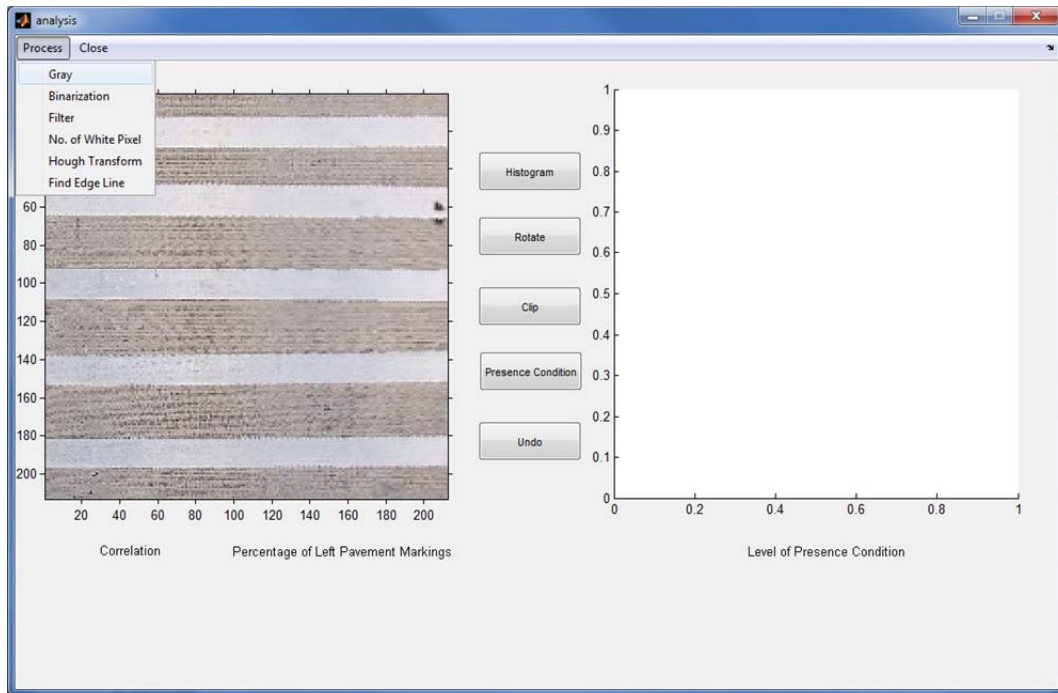 analysis
Process Close
Gray
Binarization
Filter
No. of White Pixel
Hough Transform
Find Edge Line
60
80
100
120
140
160
180
200
20 40 60 80 100 120 140 160 180 200
Correlation Percentage of Left Pavement Markings
Histogram
Rotate
Clip
Presence Condition
Undo
1
0.9
0.8
0.7
0.6
0.5
0.4
0.3
0.2
0.1
0
0 0.2 0.4 0.6 0.8 1
Level of Presence Condition